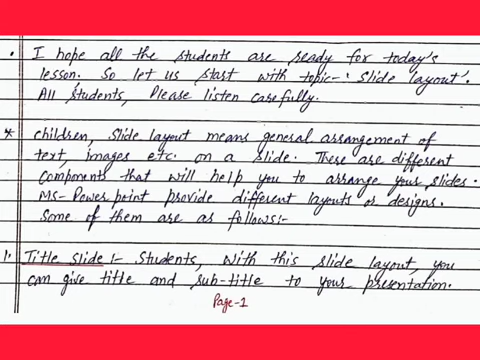 • I hope all the students are ready for today's
lesson. So let us start with topic-' Slide layout'.
All students, Please listen carefully.
* children, Slide layout means general arrangement of
text, images etc. on a slide. These are different
components that will help you to arrange your slides.
MS- Power point provide different layouts or designs.
Some of them are as follows:-
1. Title Slide :- Students, with this slide layout, you
can give title and sub-title to your presentation.
Page-1